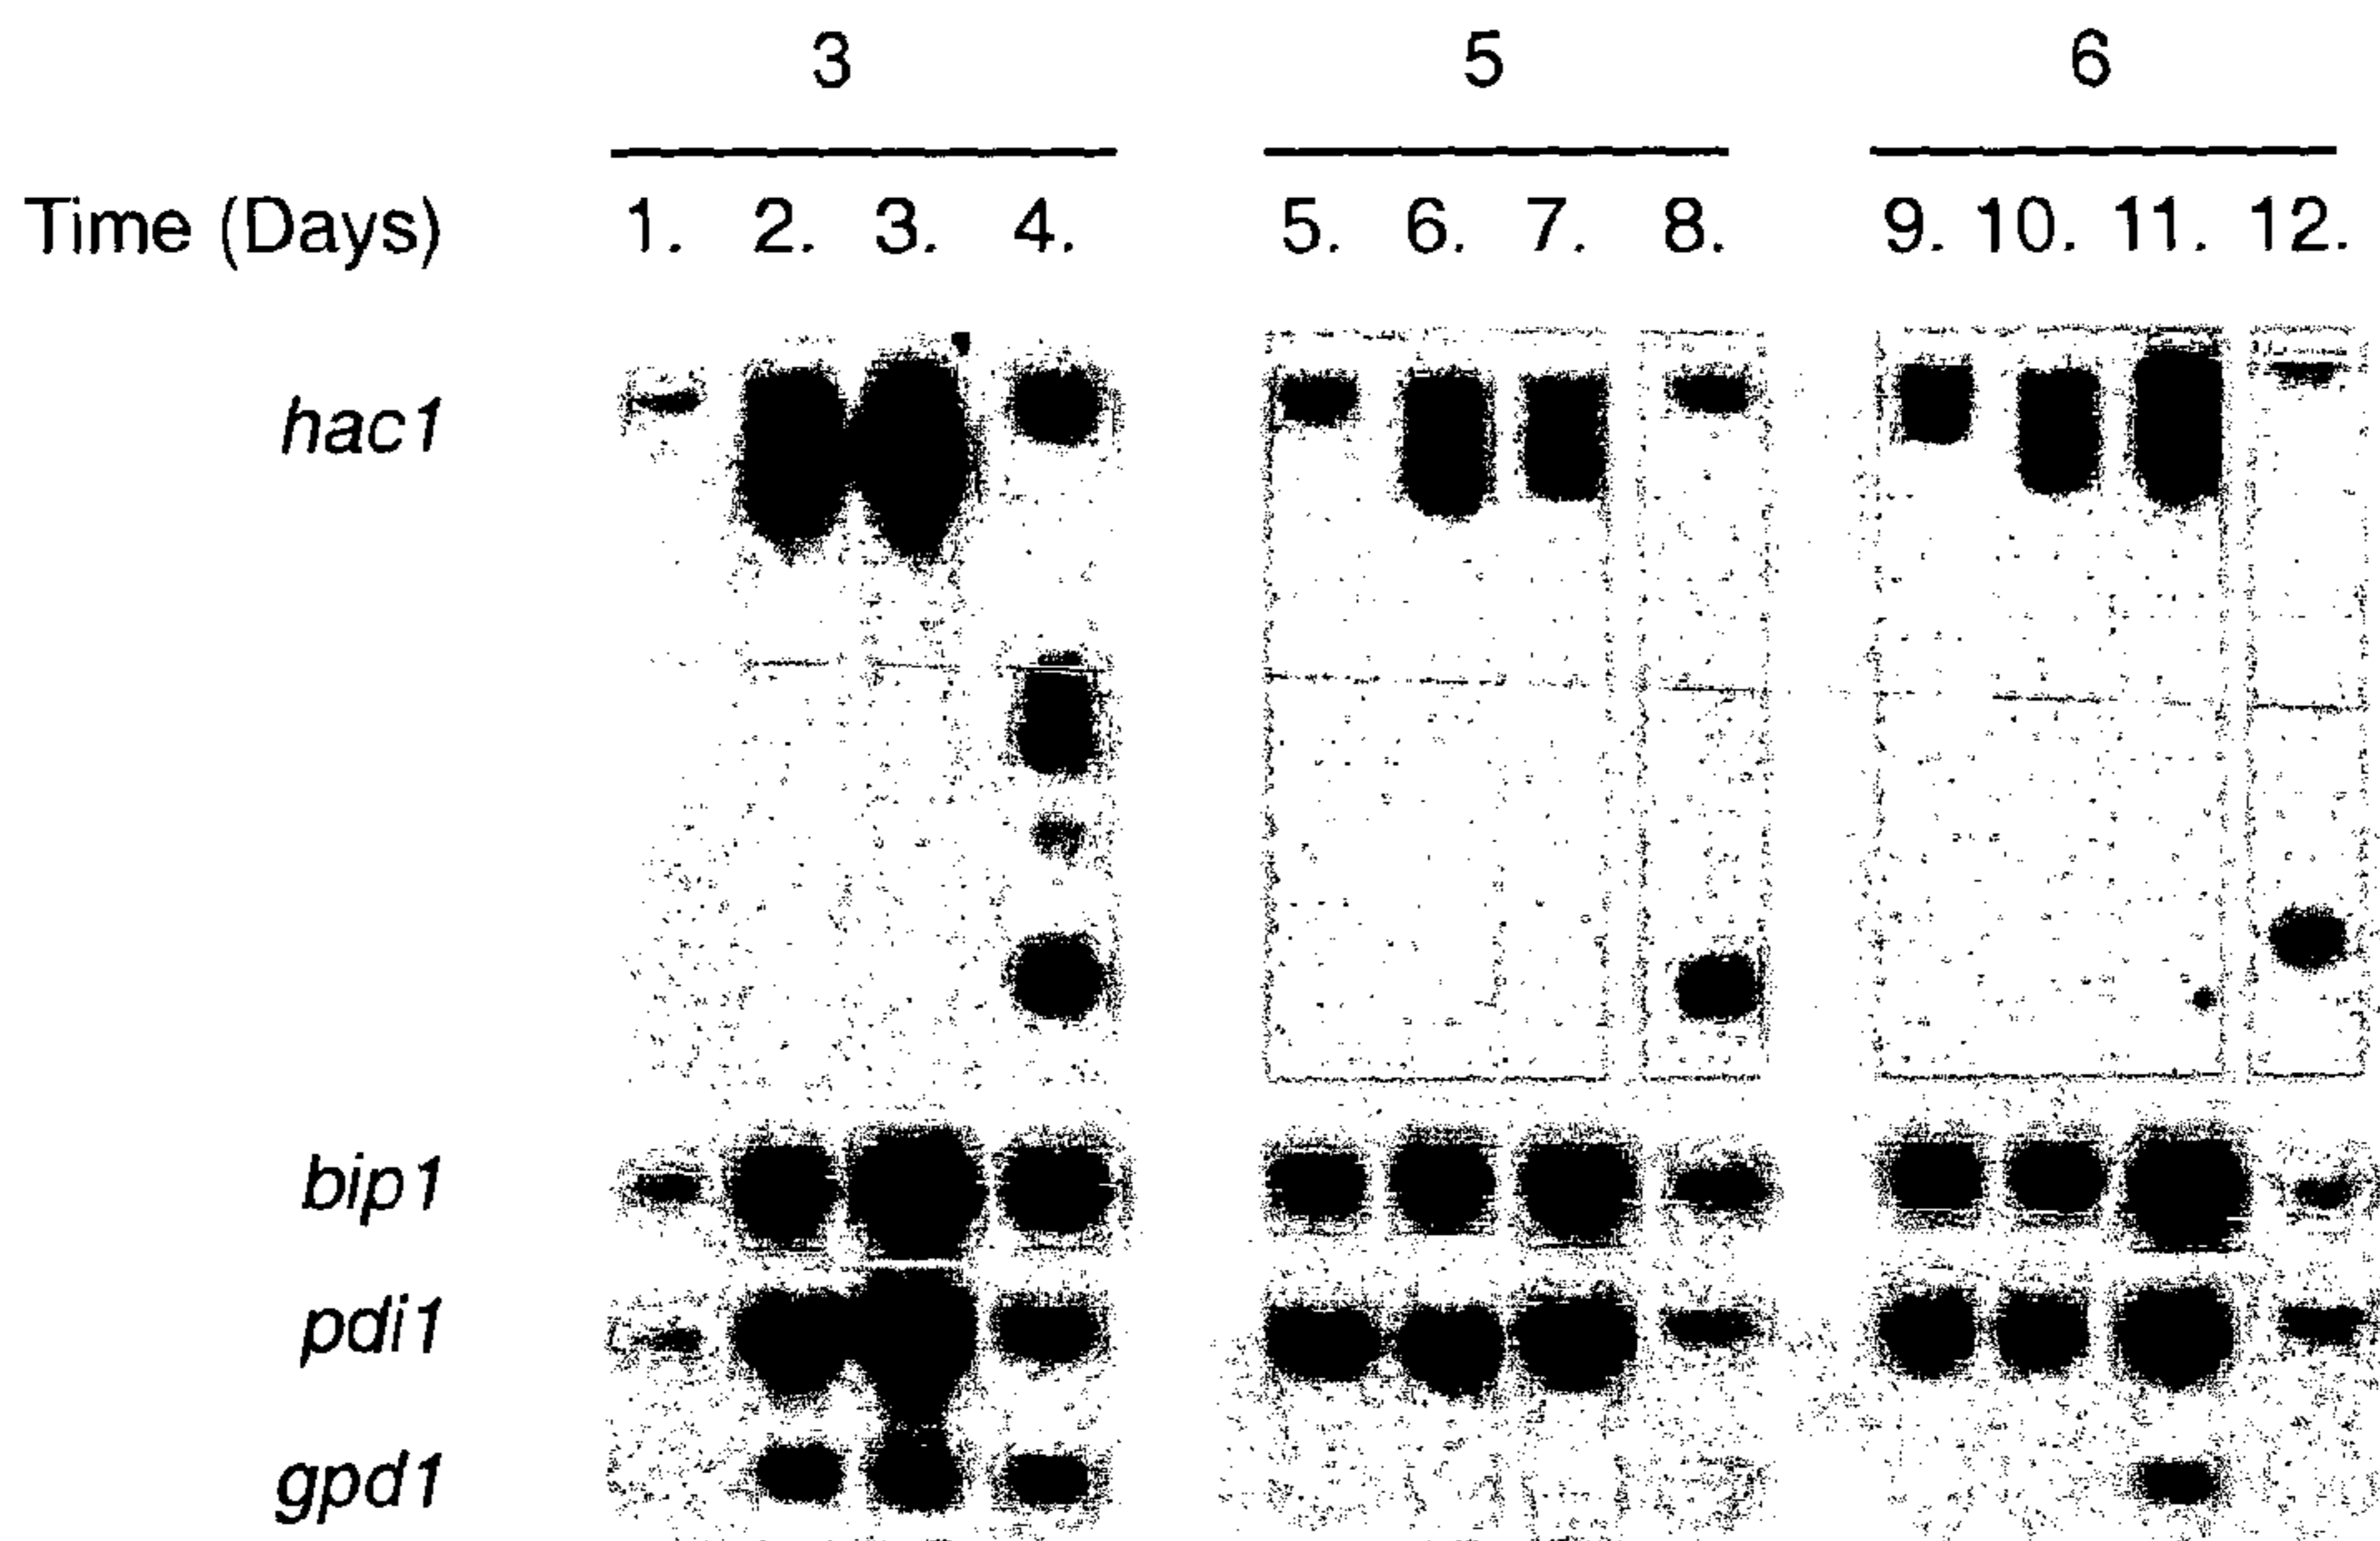 3 5 6
Time (Days) 1. 2. 3. 4. 5. 6. 7. 8. 9. 10. 11. 12.
hac1
bip1
pdi1
gpd1